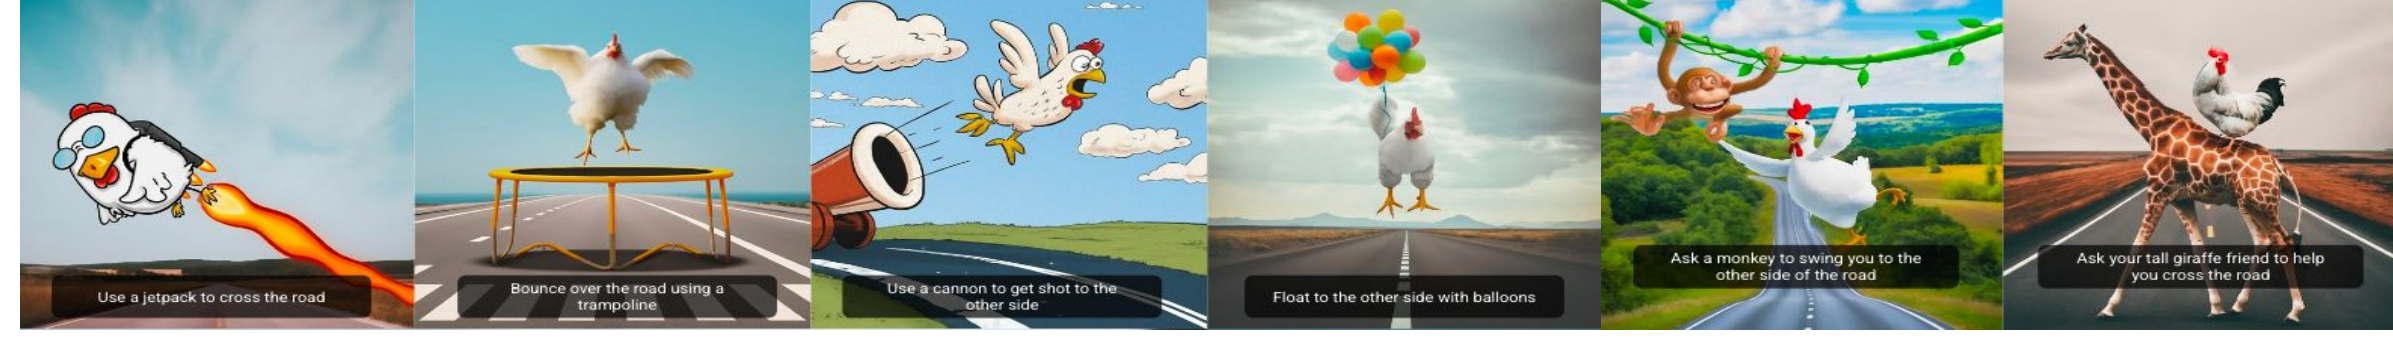 Use a jetpack to cross the road
Bounce over the road using a
trampoline
Use a cannon to get shot to the
other side
Float to the other side with balloons
Ask a monkey to swing you to the
other side of the road
Ask your tall giraffe friend to help
you cross the road